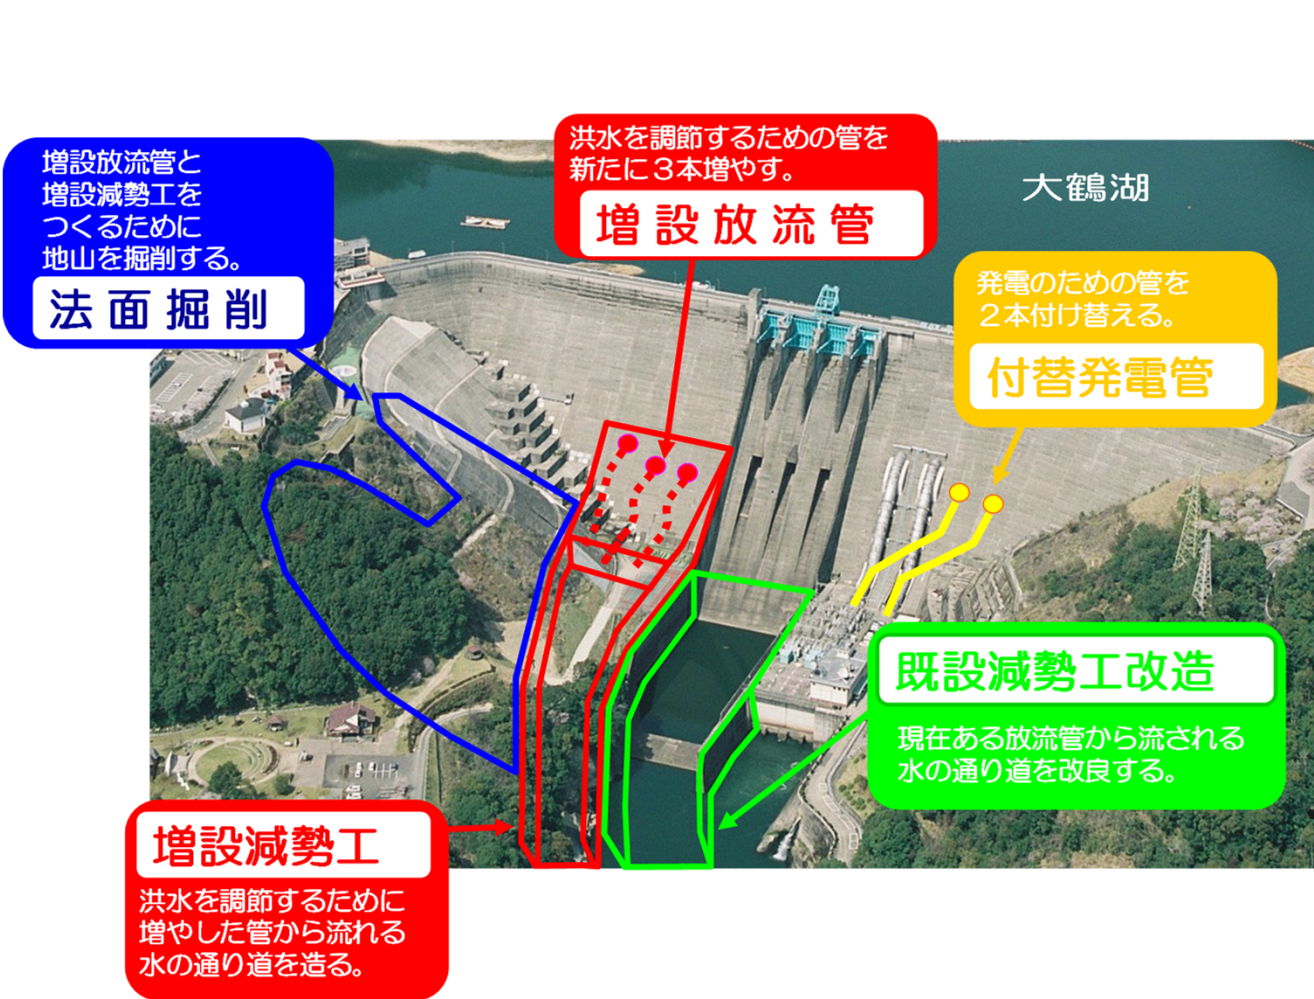 増設放流管と
増設減勢工を
つくるために
地山を掘削する。
法面掘削
洪水を調節するための管を
新たに３本増やす。
増設放流管
大鶴湖
発電のための管を
２本付け替える。
付替発電管
既設減勢工改造
現在ある放流管から流される
水の通り道を改良する。
増設減勢工
洪水を調節するために
増やした管から流れる
水の通り道を造る。